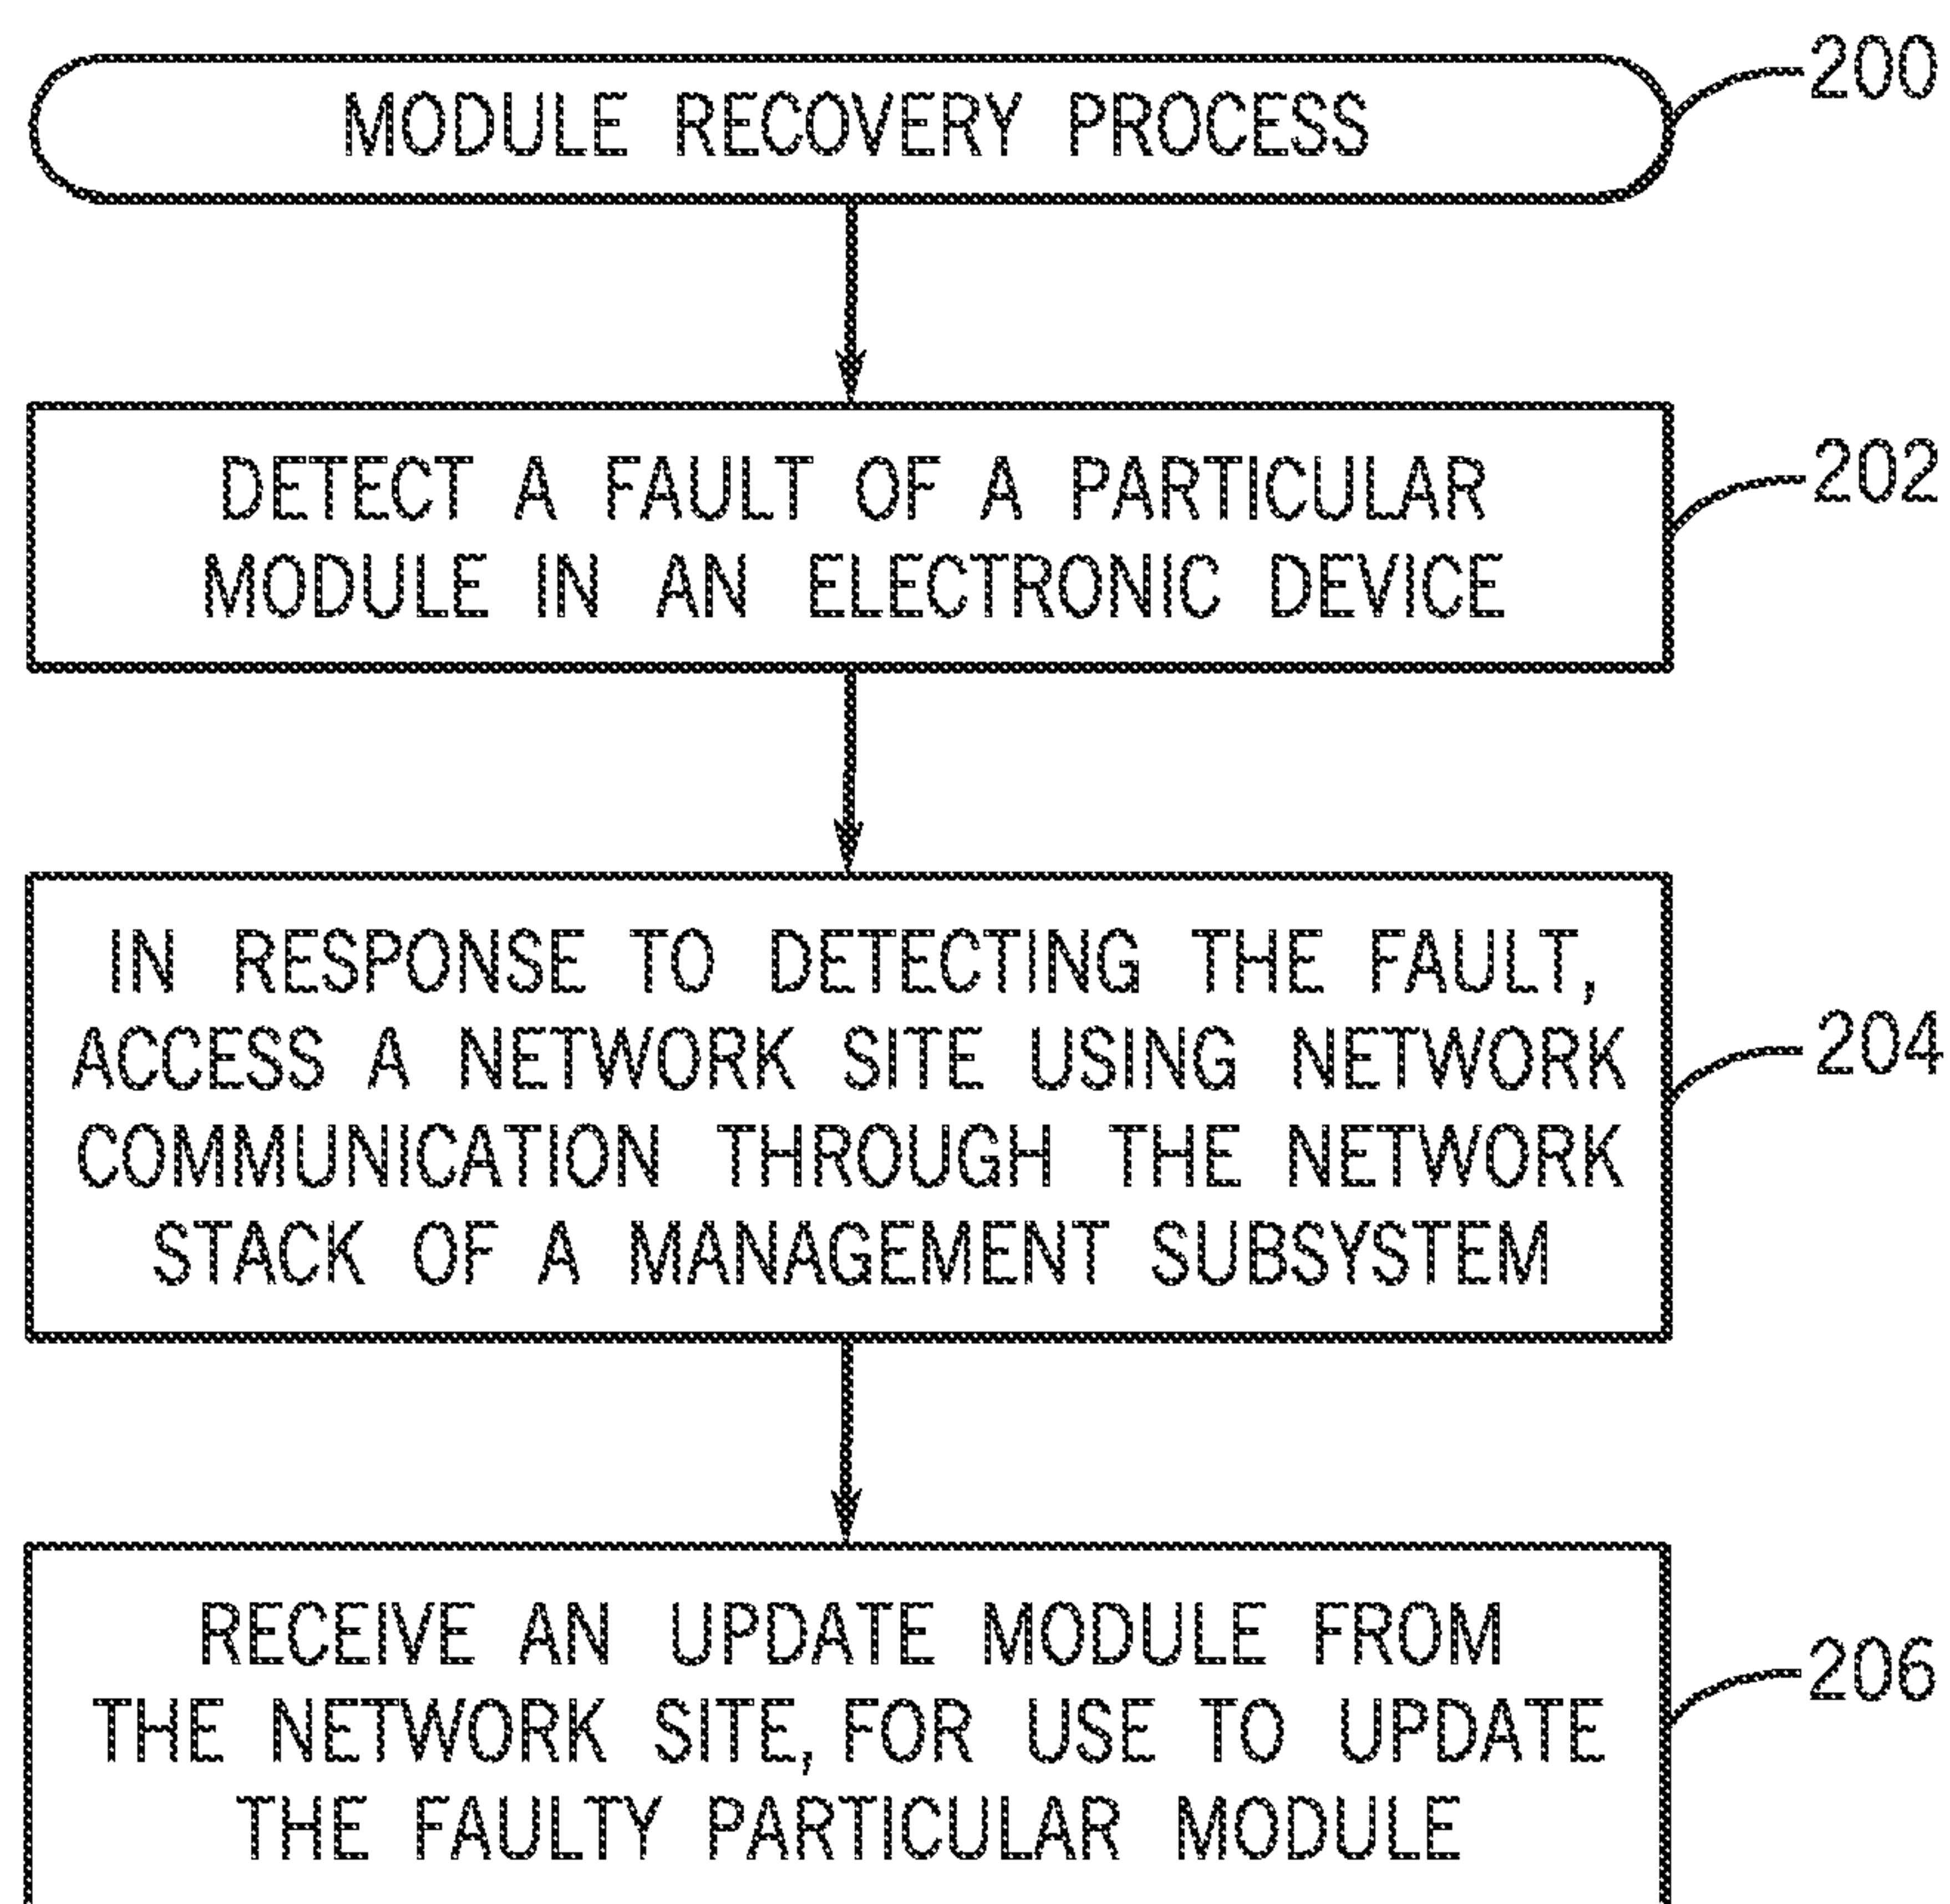 MODULE RECOVERY PROCESS
200
DETECT A FAULT OF A PARTICULAR
MODULE IN AN ELECTRONIC DEVICE
202
IN RESPONSE TO DETECTING THE FAULT,
ACCESS A NETWORK SITE USING NETWORK
COMMUNICATION THROUGH THE NETWORK
STACK OF A MANAGEMENT SUBSYSTEM
204
RECEIVE AN UPDATE MODULE FROM
THE NETWORK SITE, FOR USE TO UPDATE
THE FAULTY PARTICULAR MODULE
206